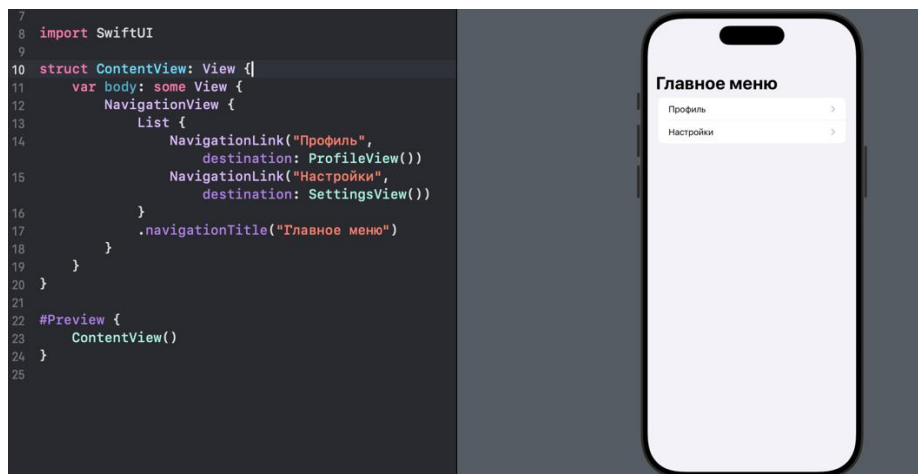 7
8 import SwiftUI
9
10 struct ContentView: View {
11 var body: some View {
12 NavigationView {
13 List {
14 NavigationLink("Профиль",
destination: ProfileView())
15 NavigationLink("Настройки",
destination: SettingsView())
16 }
17 .navigationTitle("Главное меню")
18 }
19 }
20 }
21
22 #Preview {
23 ContentView()
24 }
25
Главное меню
Профиль
Настройки